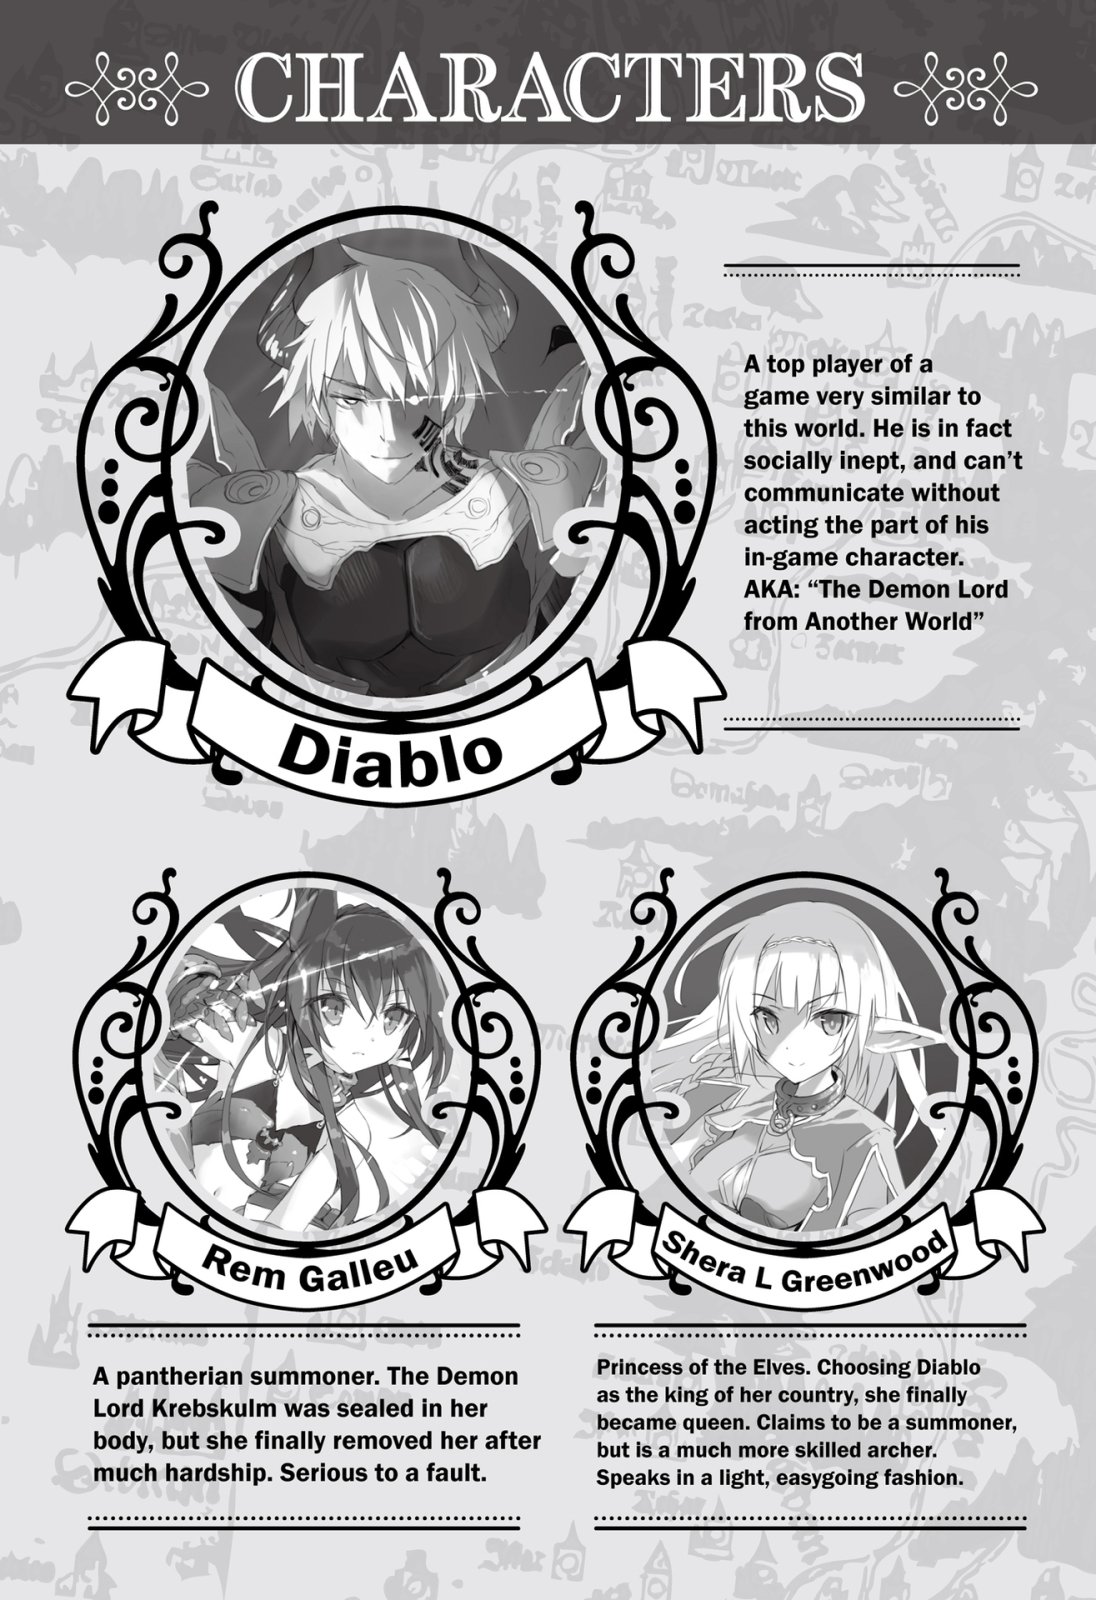 CHARACTERS
A top player of a
game very similar to
this world. He is in fact
socially inept, and can’t
communicate without
acting the part of his
in-game character.
AKA: “The Demon Lord
from Another World”
Diablo
Rem Galleu
A pantherian summoner. The Demon
Lord Krebskulm was sealed in her
body, but she finally removed her after
much hardship. Serious to a fault.
Shera L Greenwood
Princess of the Elves. Choosing Diablo
as the king of her country, she finally
became queen. Claims to be a summoner,
but is a much more skilled archer.
Speaks in a light, easygoing fashion.